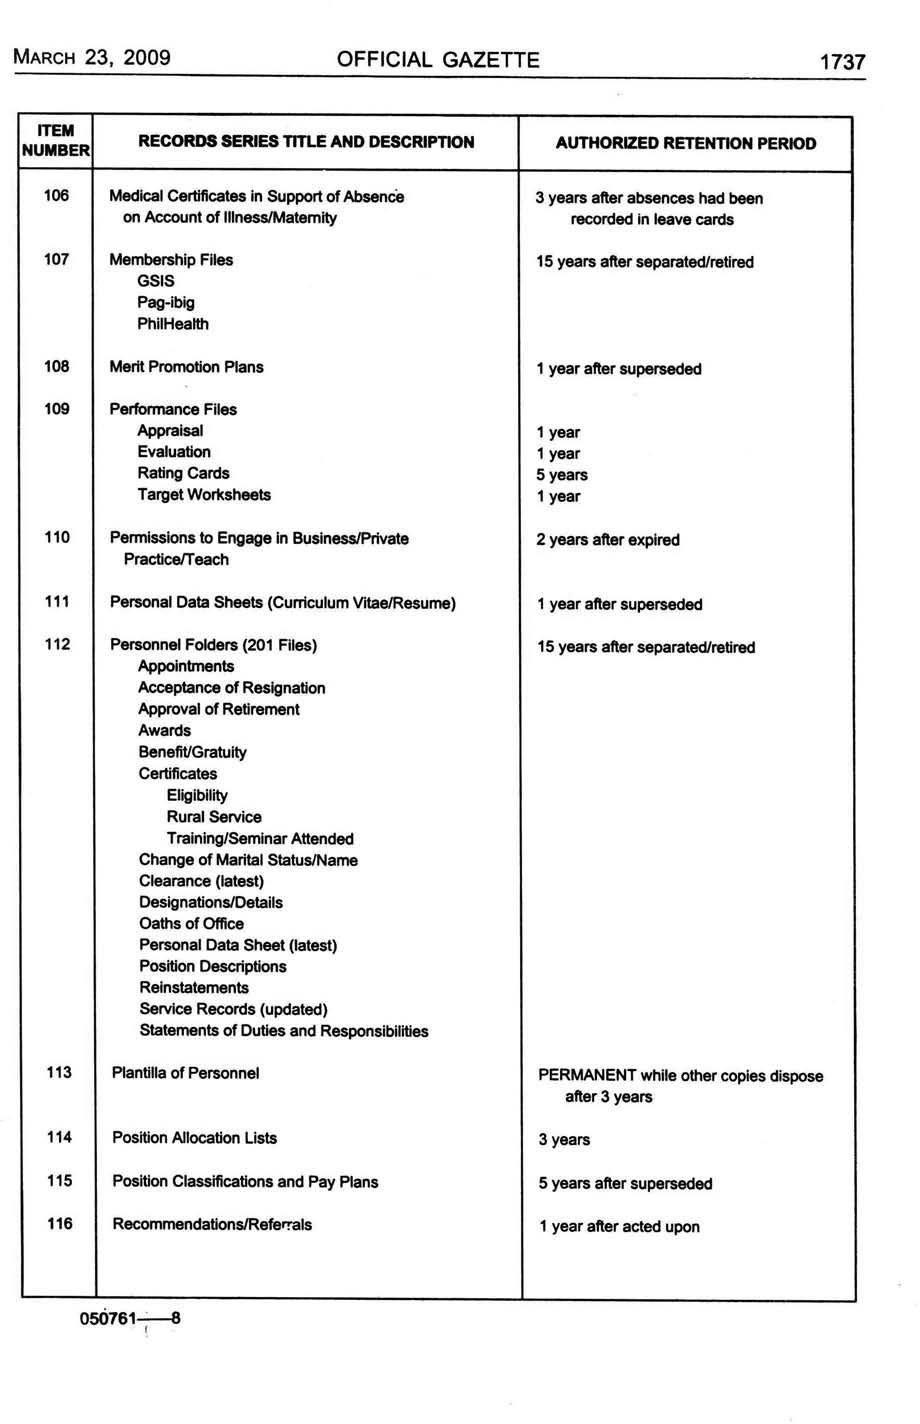 MARCH 23, 2009 OFFICIAL GAZETTE 1737
ITEM NUMBER RECORDS SERIES TITLE AND DESCRIPTION AUTHORIZED RETENTION PERIOD
106 Medical Certificates in Support of Absence 3 years after absences had been
on Account of Illness/Maternity recorded in leave cards
107 Membership Files 15 years after separated/retired
GSIS
Pag-ibig
PhilHealth
108 Merit Promotion Plans 1 year after superseded
109 Performance Files
Appraisal 1 year
Evaluation 1 year
Rating Cards 5 years
Target Worksheets 1 year
110 Permissions to Engage in Business/Private 2 years after expired
Practice/Teach
111 Personal Data Sheets (Curriculum Vitae/Resume) 1 year after superseded
112 Personnel Folders (201 Files) 15 years after separated/retired
Appointments
Acceptance of Resignation
Approval of Retirement
Awards
Benefit/Gratuity
Certificates
Eligibility
Rural Service
Training/Seminar Attended
Change of Marital Status/Name
Clearance (latest)
Designations/Details
Oaths of Office
Personal Data Sheet (latest)
Position Descriptions
Reinstatements
Service Records (updated)
Statements of Duties and Responsibilities
113 Plantilla of Personnel PERMANENT while other copies dispose
after 3 years
114 Position Allocation Lists 3 years
115 Position Classifications and Pay Plans 5 years after superseded
116 Recommendations/Referrals 1 year after acted upon
050761——8